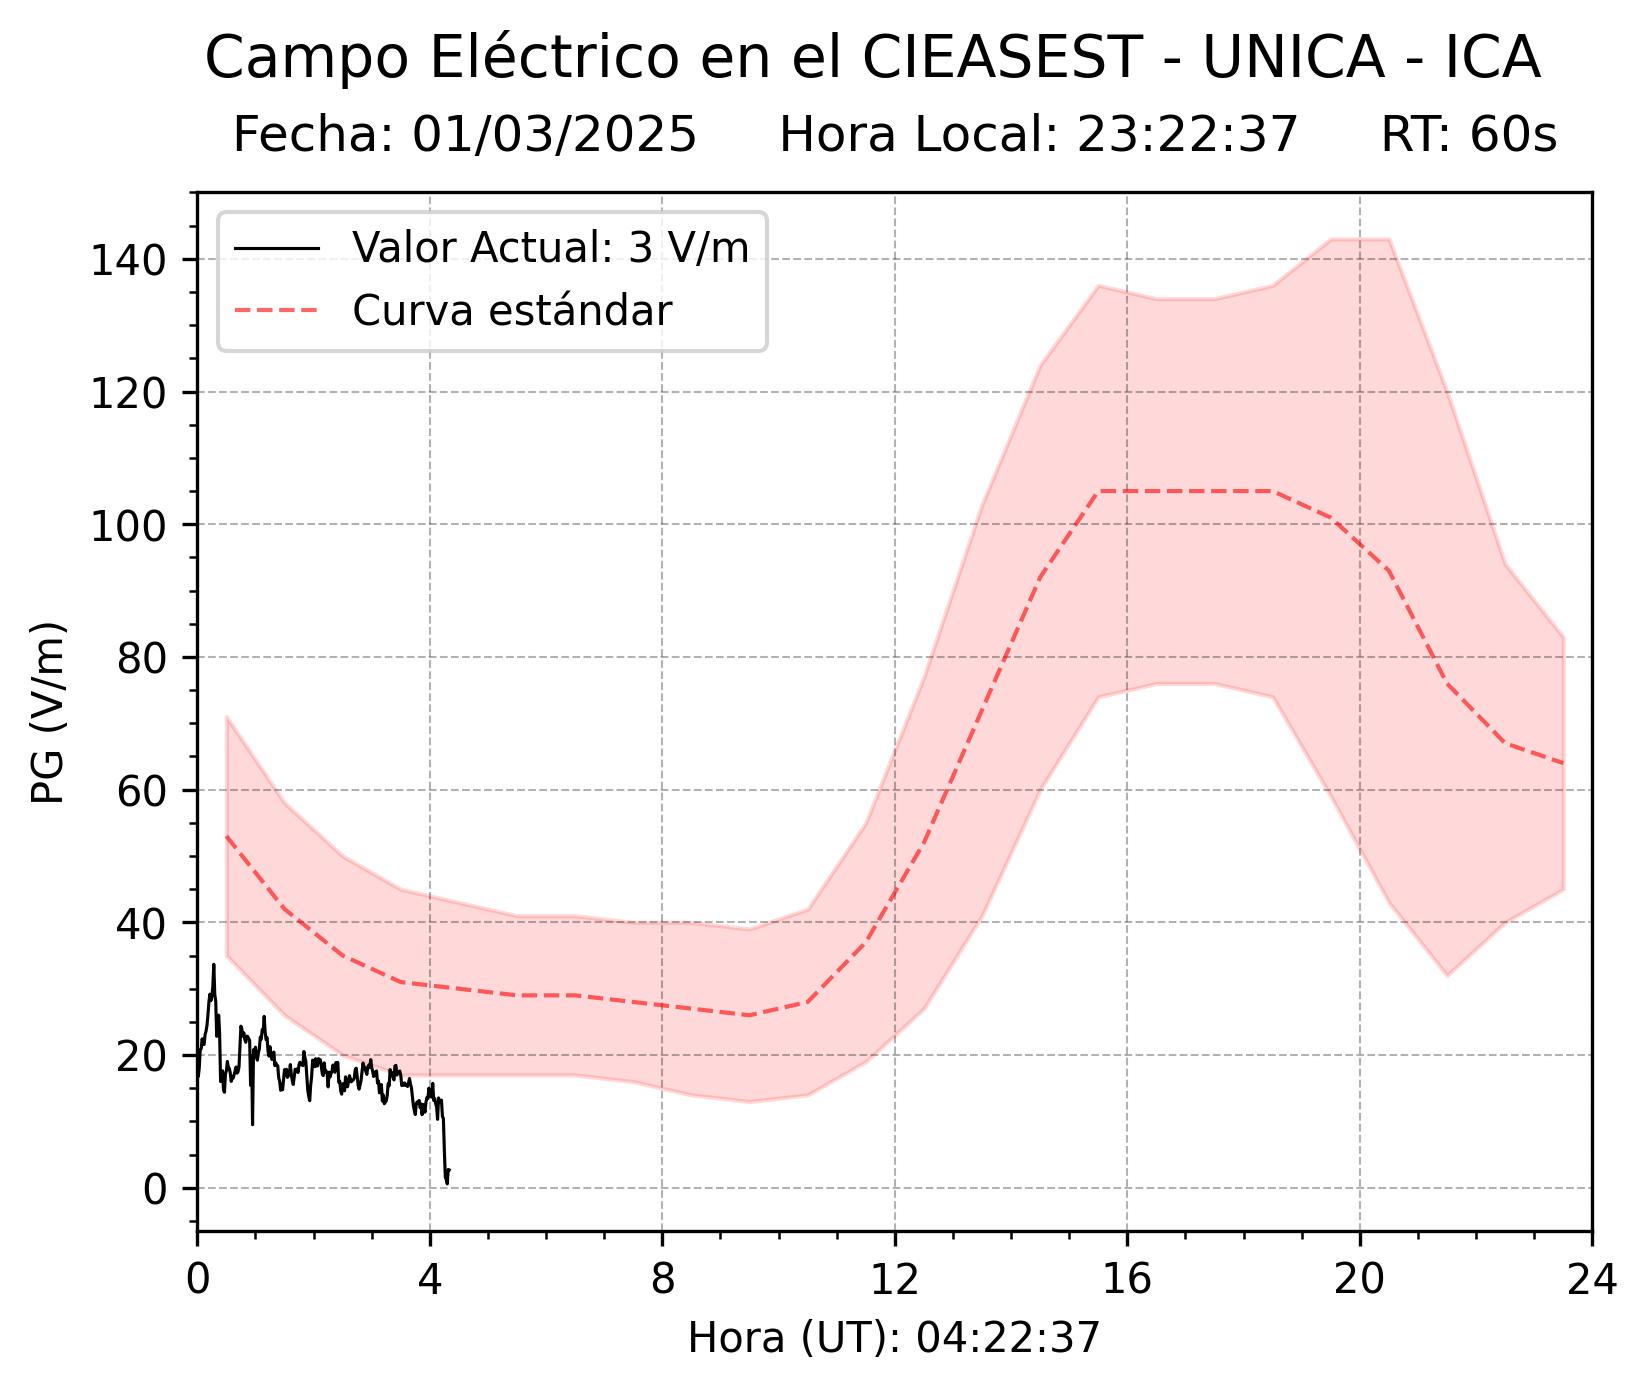 Campo Eléctrico en el CIEASEST - UNICA - ICA
Fecha: 01/03/2025 Hora Local: 23:22:37 RT: 60s
Valor Actual: 3 V/m
Curva estándar
140
120
100
80
60
40
20
0
PG (V/m)
0 4 8 12 16 20 24
Hora (UT): 04:22:37